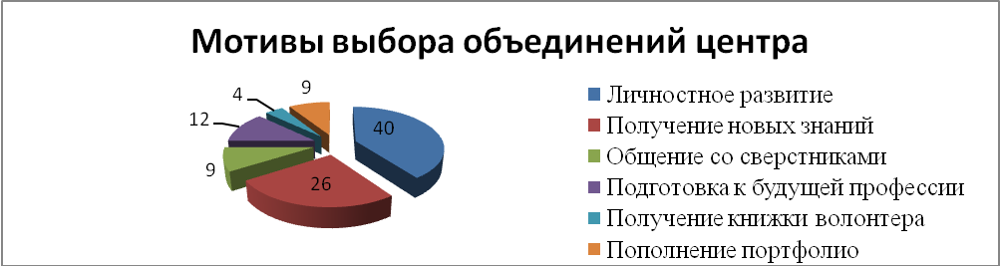 Мотивы выбора объединений центра
9
4
12
40
9
26
Личностное развитие
Получение новых знаний
Общение со сверстниками
Подготовка к будущей профессии
Получение книжки волонтера
Пополнение портфолио